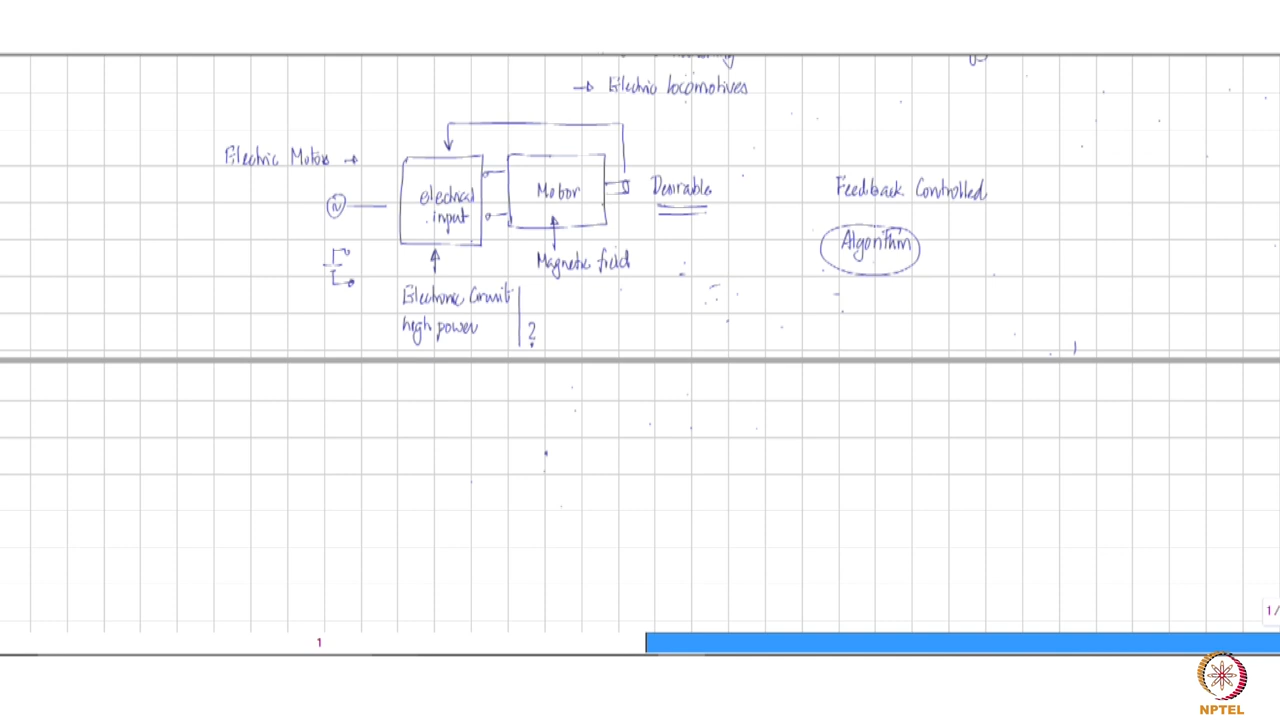 → Electric locomotives
Electric Motors →
Electrical
input
Motor
Desirable
Feedback Controlled
Algorithm
Magnetic field
Electronic Circuit
high power
?
1
1/
NPTEL